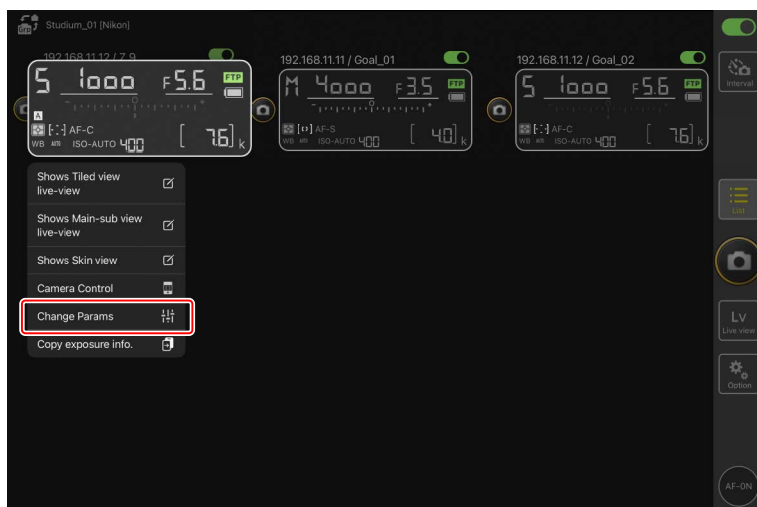 Gro
Studium_01 [Nikon]
192.168.11.12 / Z 9
192.168.11.11 / Goal_01
192.168.11.12 / Goal_02
S 1000 F5.6 FTP
A
AF-C
WB AUTO ISO-AUTO 400 [ 7.6] k
M 4000 F3.5 FTP
AF-S
WB AUTO ISO-AUTO 400 [ 4.0] k
S 1000 F5.6 FTP
AF-C
WB AUTO ISO-AUTO 400 [ 7.6] k
Shows Tiled view
live-view
Shows Main-sub view
live-view
Shows Skin view
Camera Control
Change Params
Copy exposure info.
Interval
List
Lv
Live view
Option
AF-ON